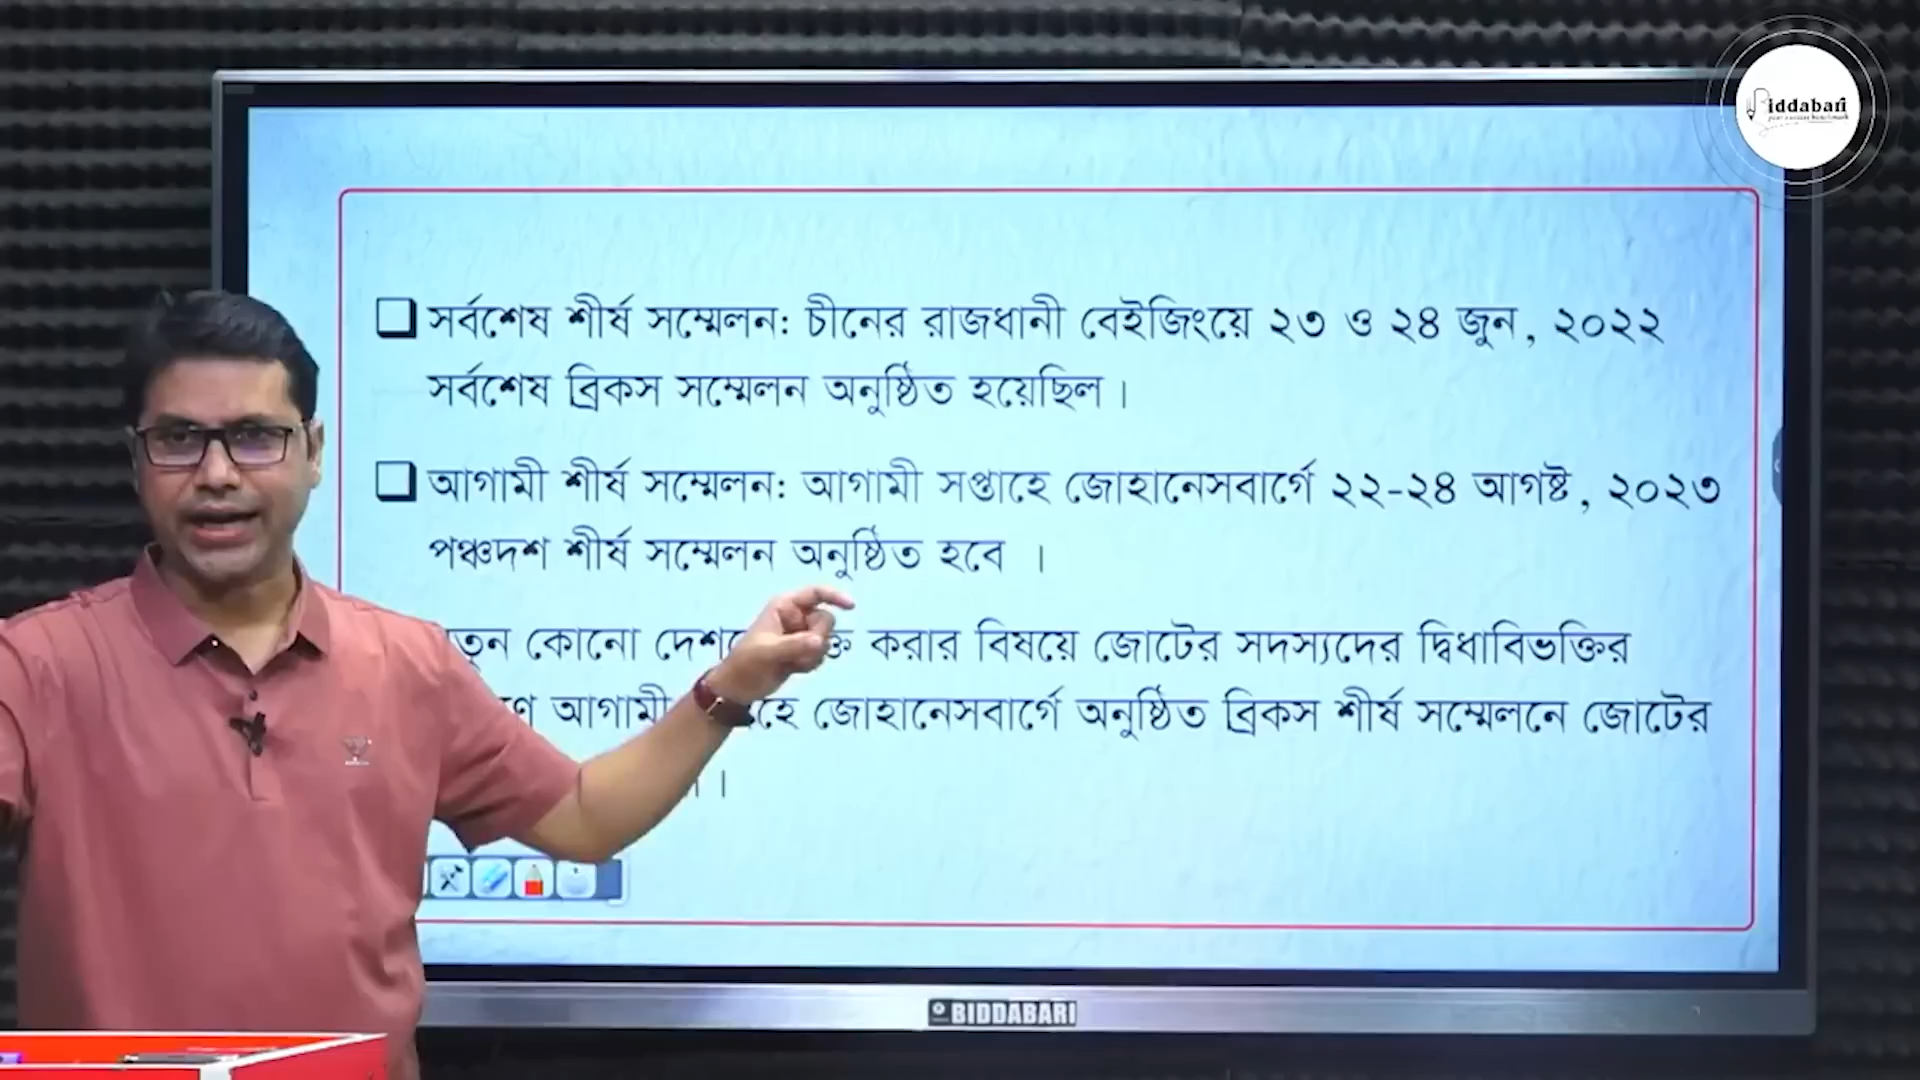 Biddabari
সর্বশেষ শীর্ষ সম্মেলন: চীনের রাজধানী বেইজিংয়ে ২৩ ও ২৪ জুন, ২০২২
সর্বশেষ ব্রিকস সম্মেলন অনুষ্ঠিত হয়েছিল।
আগামী শীর্ষ সম্মেলন: আগামী সপ্তাহে জোহানেসবার্গে ২২-২৪ আগষ্ট, ২০২৩
পঞ্চদশ শীর্ষ সম্মেলন অনুষ্ঠিত হবে ।
কোনো করার বিষয়ে জোটের সদস্যদের দ্বিধাবিভক্তির
আগামী জোহানেসবার্গে অনুষ্ঠিত ব্রিকস শীর্ষ সম্মেলনে জোটের
BIDDABARI